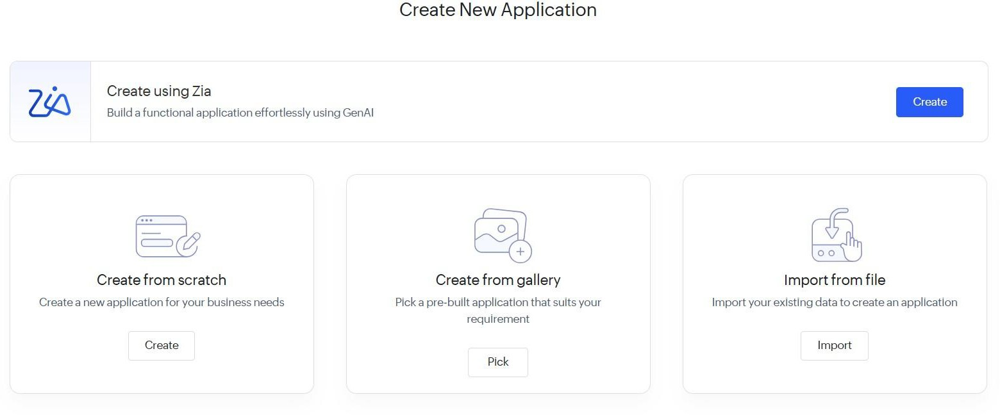 Create New Application
Zia
Create using Zia
Build a functional application effortlessly using GenAI
Create
Create from scratch
Create a new application for your business needs
Create
Create from gallery
Pick a pre-built application that suits your
requirement
Pick
Import from file
Import your existing data to create an application
Import